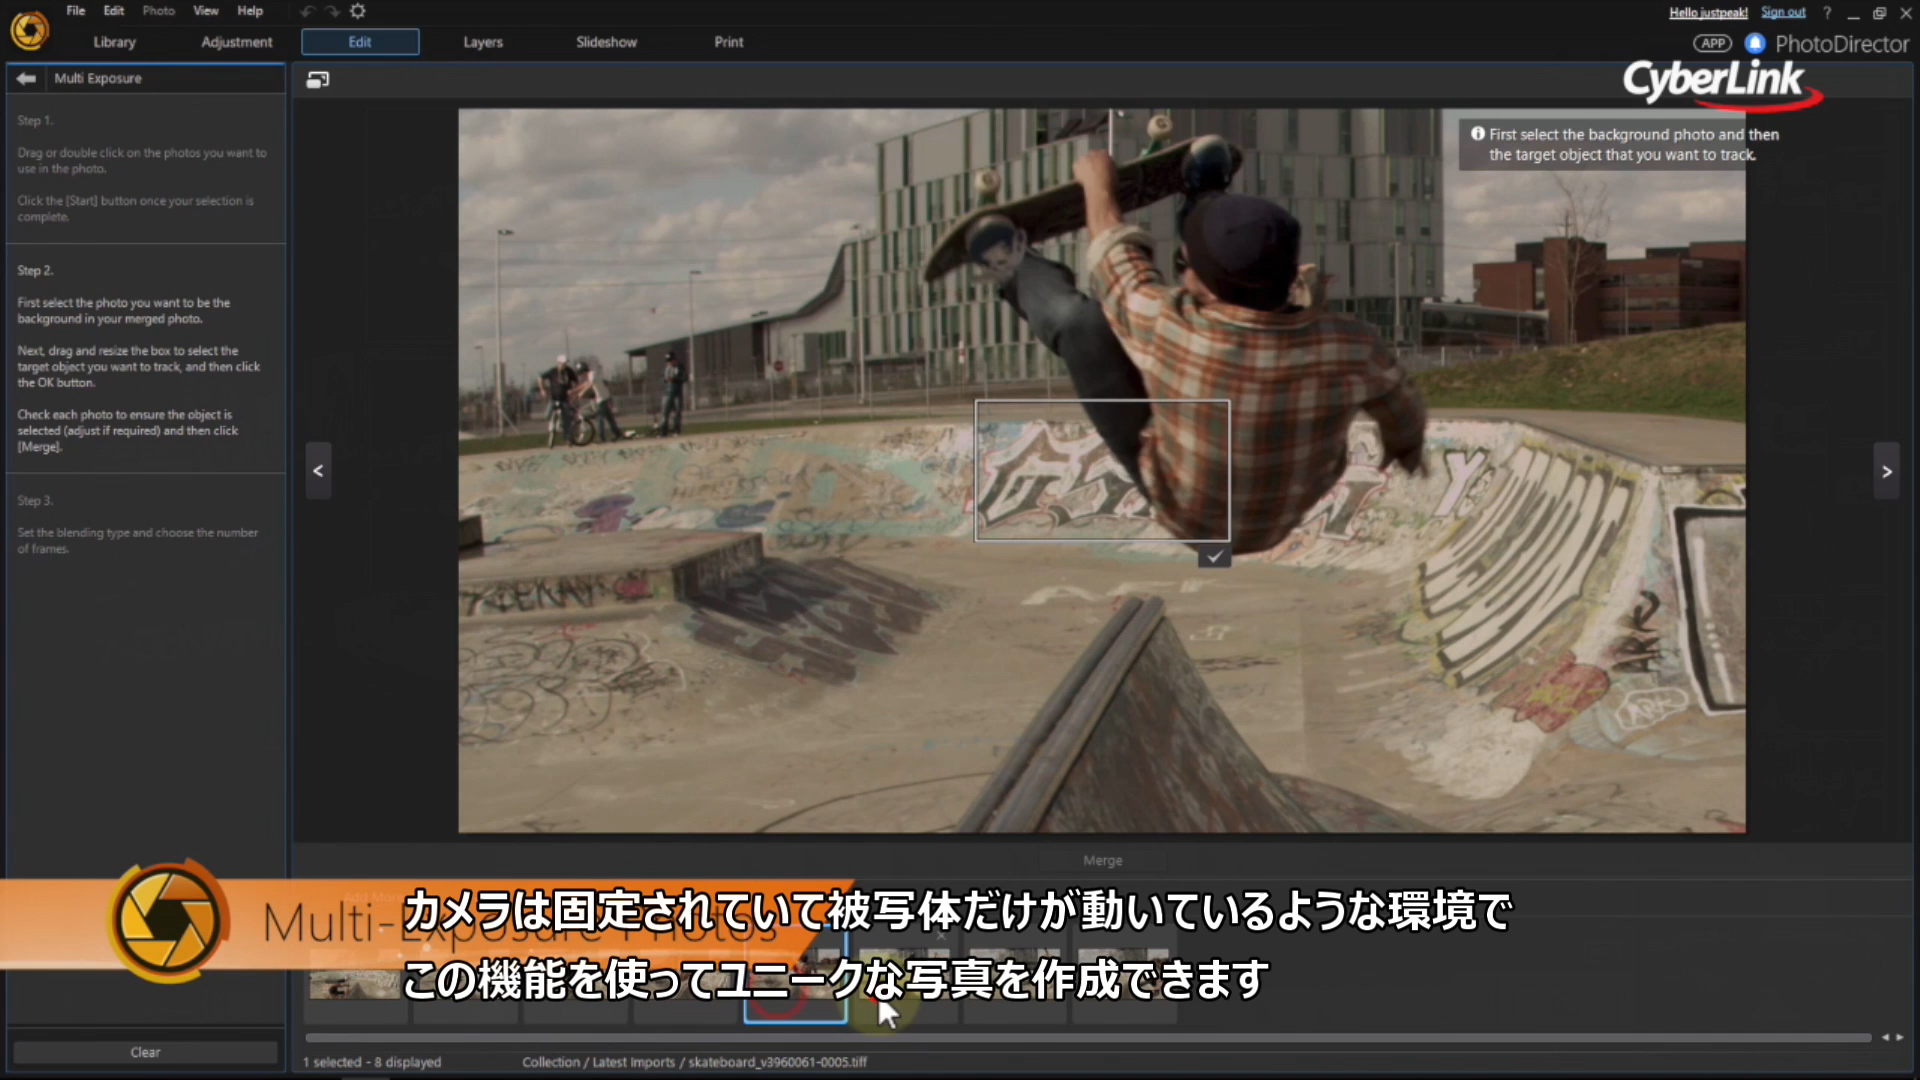 File Edit Photo View Help
Hello justpeak! Sign out ?
Library Adjustment Edit Layers Slideshow Print
APP PhotoDirector
CyberLink
Multi Exposure
Step 1.
Drag or double click on the photos you want to
use in the photo.
Click the [Start] button once your selection is
complete.
Step 2.
First select the photo you want to be the
background in your merged photo.
Next, drag and resize the box to select the
target object you want to track, and then click
the OK button.
Check each photo to ensure the object is
selected (adjust if required) and then click
[Merge].
Step 3.
Set the blending type and choose the number
of frames.
First select the background photo and then
the target object that you want to track.
Merge
Multi-Exposure Photos
カメラは固定されていて被写体だけが動いているような環境で
この機能を使ってユニークな写真を作成できます
Clear
1 selected - 8 displayed
Collection / Latest Imports / skateboard_v3960061-0005.tiff